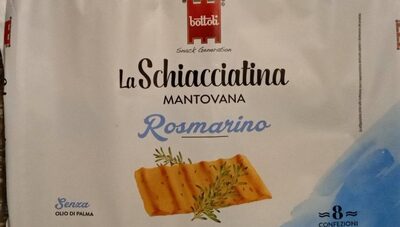 bottoli
Snack Generation
La Schiacciatina
MANTOVANA
Rosmarino
Senza
OLIO DI PALMA
8
CONFEZIONI